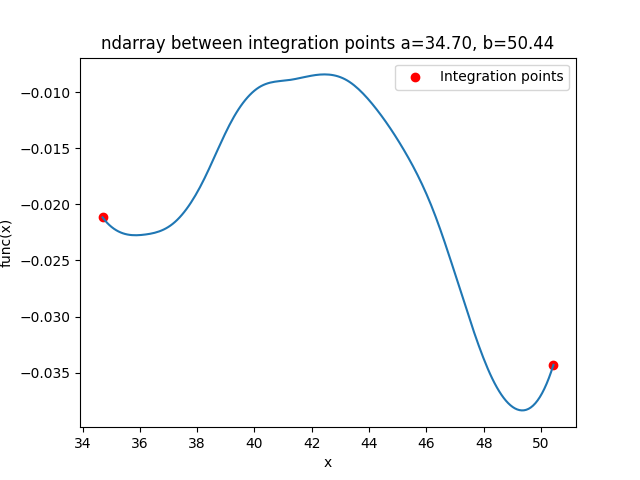 ndarray between integration points a=34.70, b=50.44
Integration points
−0.010
−0.015
−0.020
−0.025
−0.030
−0.035
func(x)
34 36 38 40 42 44 46 48 50
x